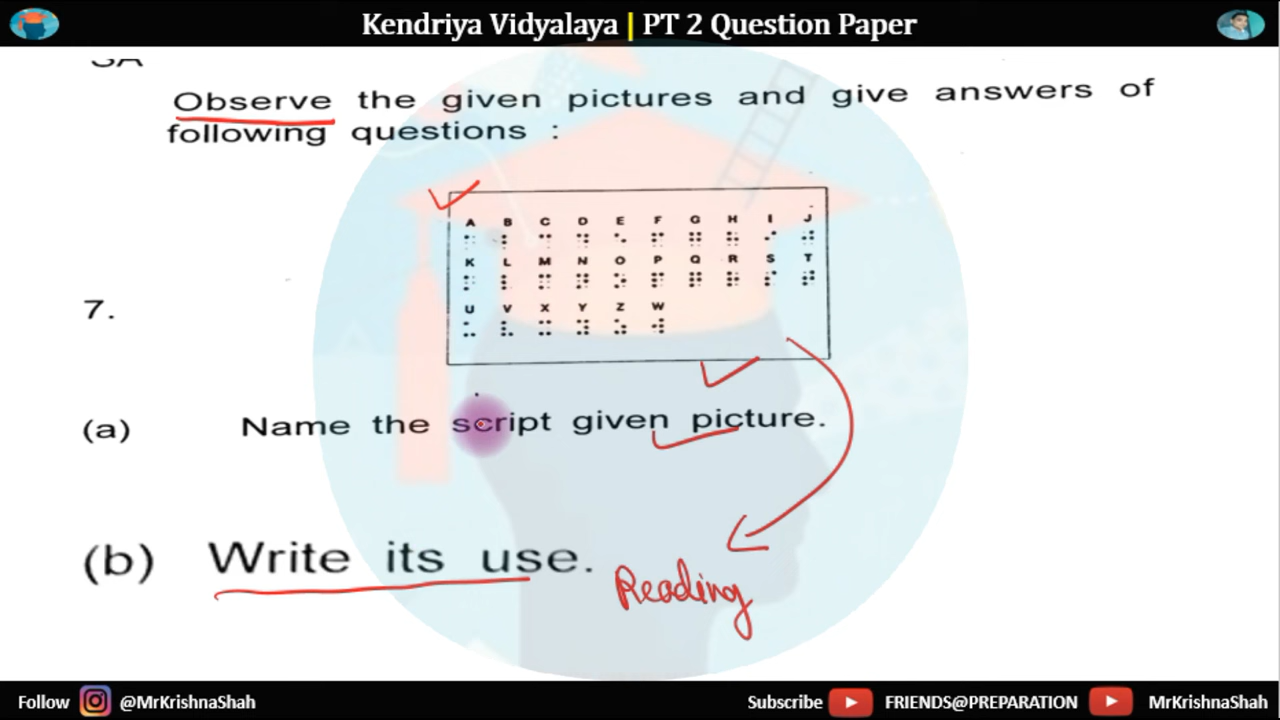 Kendriya Vidyalaya | PT 2 Question Paper
SA
Observe the given pictures and give answers of
following questions :
A B C D E F G H I J
K L M N O P Q R S T
U V X Y Z W
7.
(a) Name the script given picture.
(b) Write its use.
Reading
Follow @MrKrishnaShah Subscribe FRIENDS@PREPARATION MrKrishnaShah